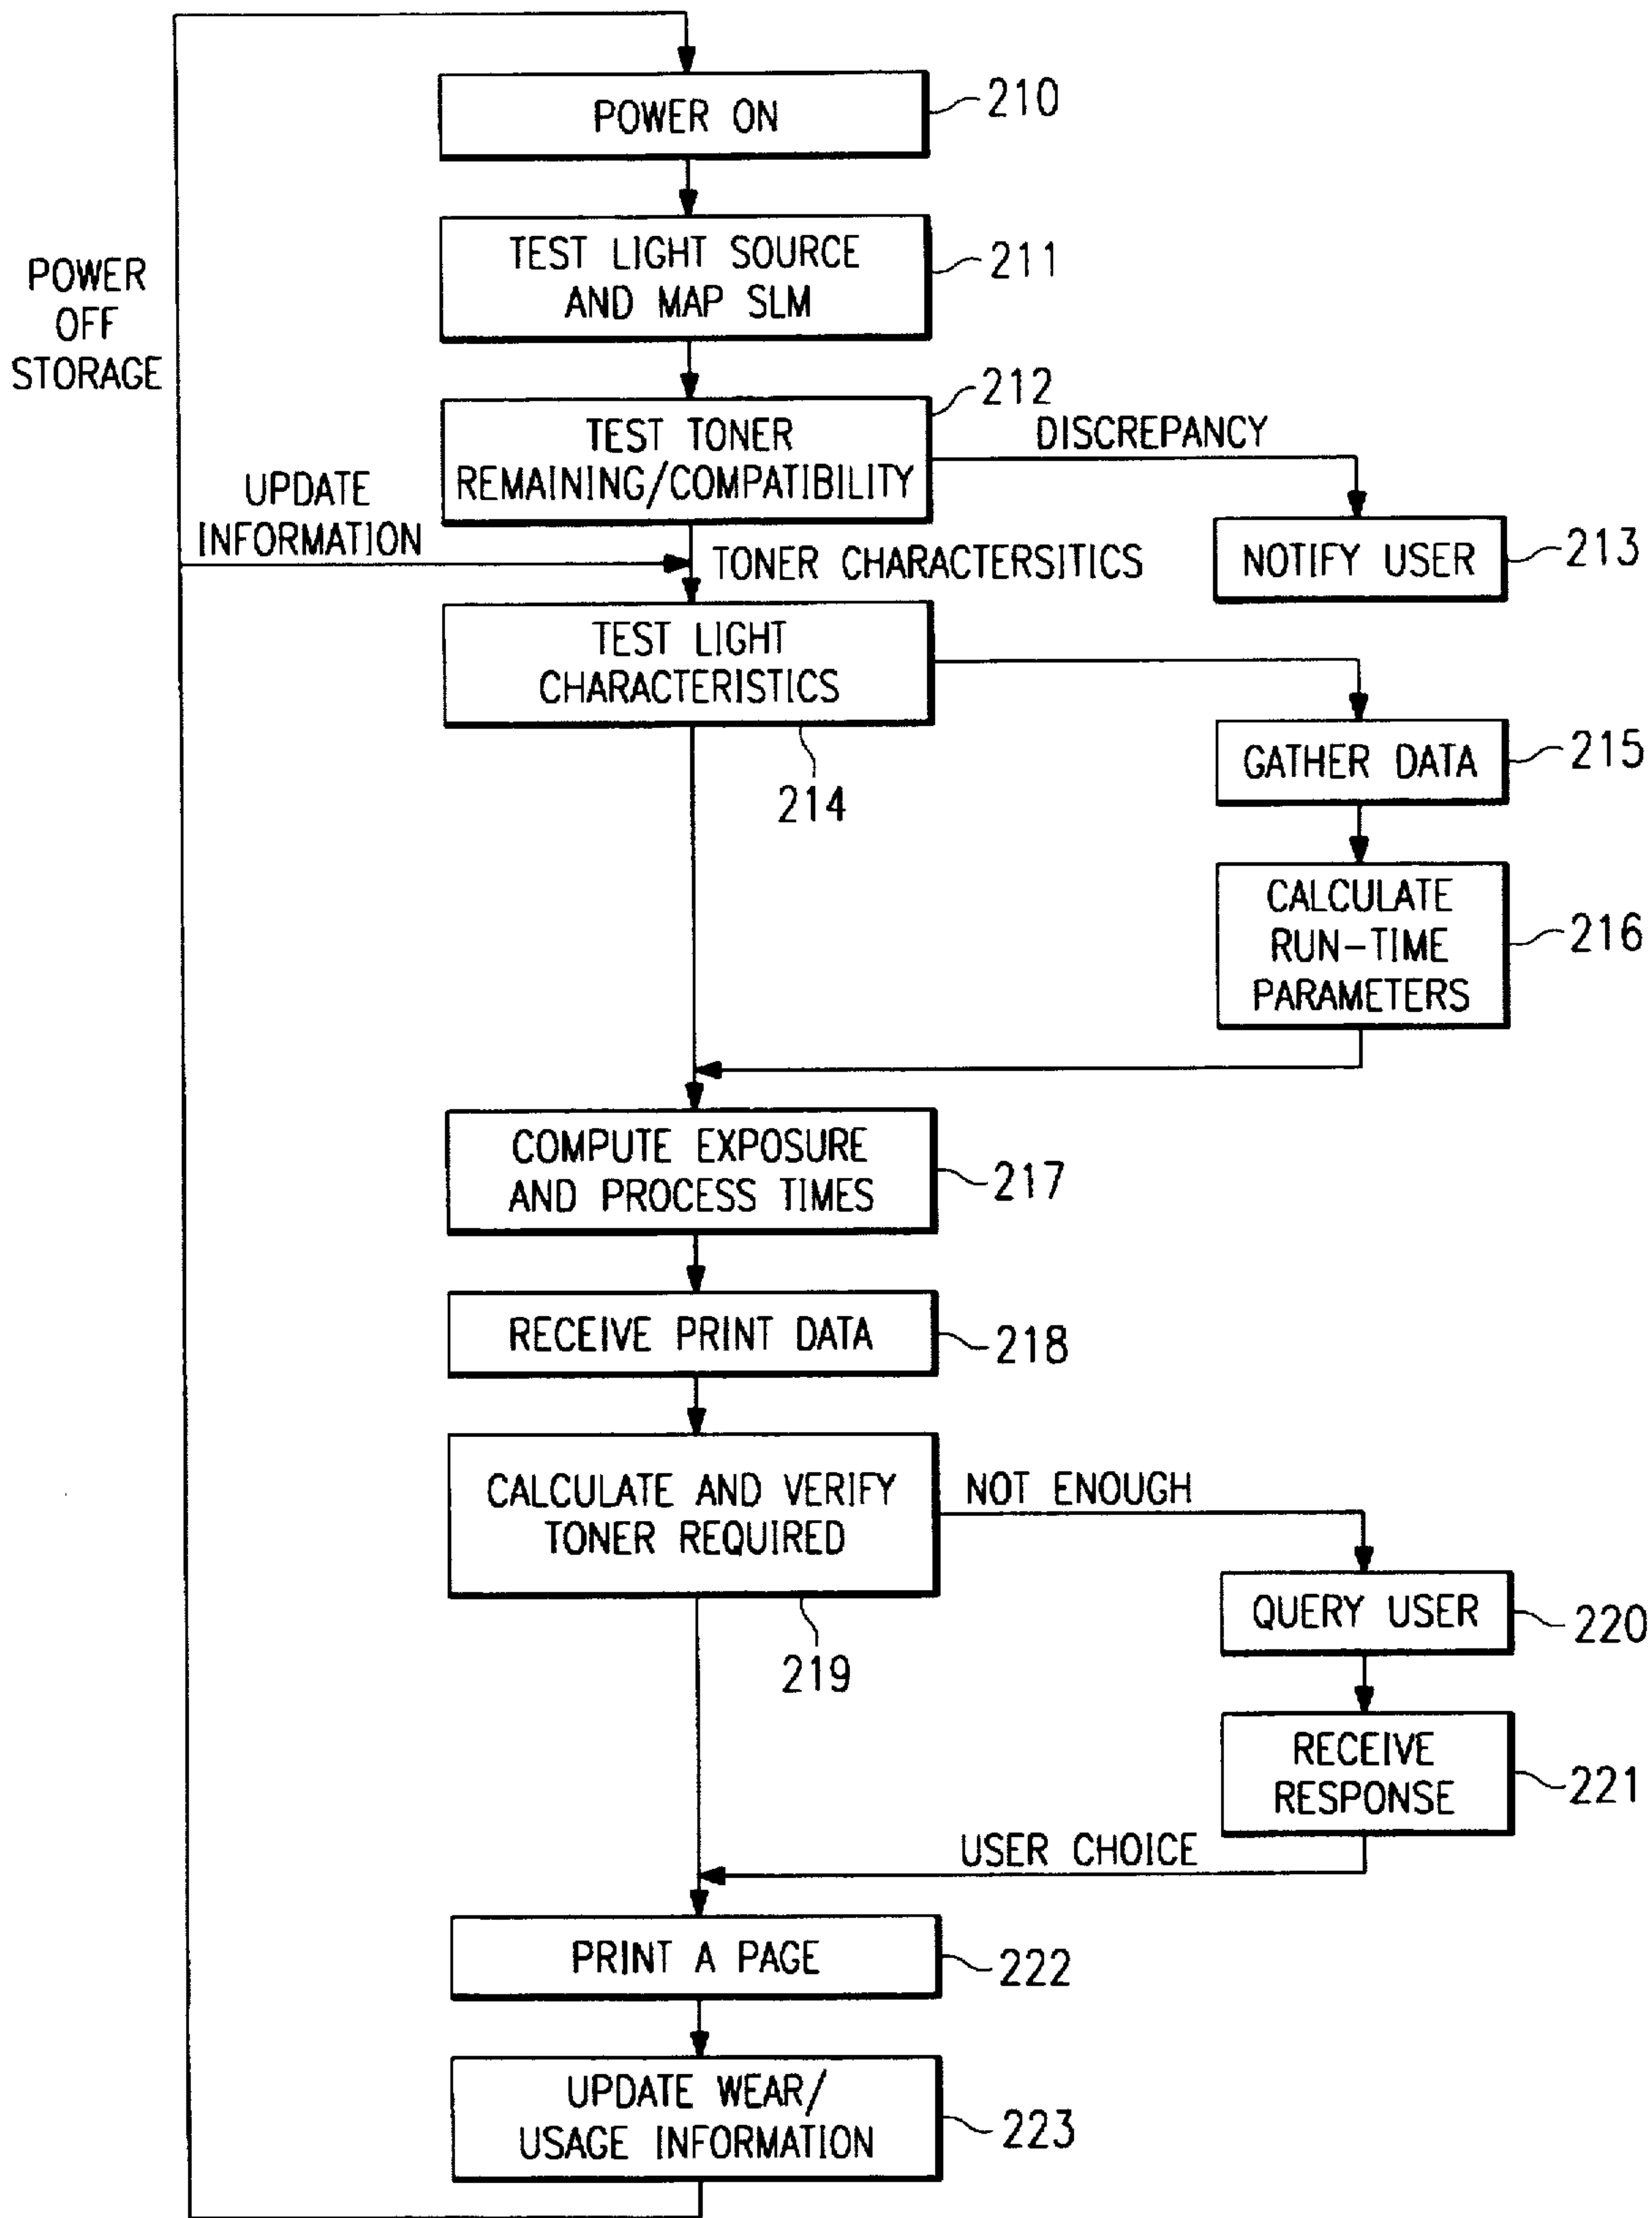 POWER ON
210
TEST LIGHT SOURCE
AND MAP SLM
211
POWER
OFF
STORAGE
212
TEST TONER
REMAINING/COMPATIBILITY
DISCREPANCY
UPDATE
INFORMATION
TONER CHARACTERSITICS
NOTIFY USER
213
TEST LIGHT
CHARACTERISTICS
214
GATHER DATA
215
CALCULATE
RUN-TIME
PARAMETERS
216
COMPUTE EXPOSURE
AND PROCESS TIMES
217
RECEIVE PRINT DATA
218
CALCULATE AND VERIFY
TONER REQUIRED
NOT ENOUGH
219
QUERY USER
220
RECEIVE
RESPONSE
221
USER CHOICE
PRINT A PAGE
222
UPDATE WEAR/
USAGE INFORMATION
223